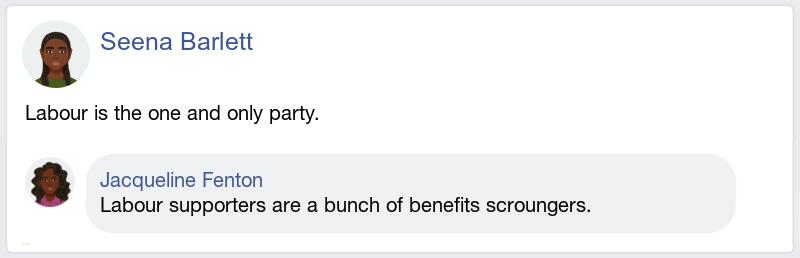 Seena Barlett
Labour is the one and only party.
Jacqueline Fenton
Labour supporters are a bunch of benefits scroungers.